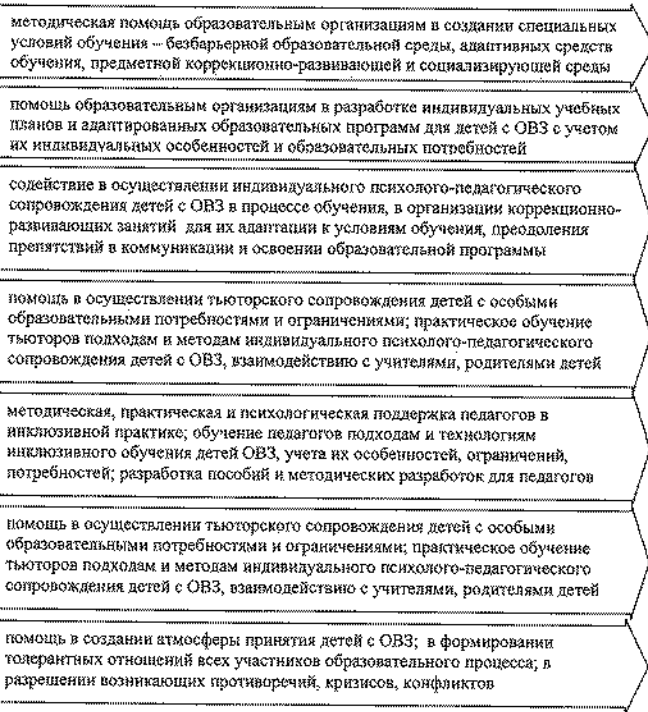 методическая помощь образовательным организациям в создании специальных
условий обучения – безбарьерной образовательной среды, адаптивных средств
обучения, предметной коррекционно-развивающей и социализирующей среды
помощь образовательным организациям в разработке индивидуальных учебных
планов и адаптированных образовательных программ для детей с ОВЗ с учетом
их индивидуальных особенностей и образовательных потребностей
содействие в осуществлении индивидуального психолого-педагогического
сопровождения детей с ОВЗ в процессе обучения, в организации коррекционно-
развивающих занятий для их адаптации к условиям обучения, преодоления
препятствий в коммуникации и освоении образовательной программы
помощь в осуществлении тьюторского сопровождения детей с особыми
образовательными потребностями и ограничениями; практическое обучение
тьюторов подходам и методам индивидуального психолого-педагогического
сопровождения детей с ОВЗ, взаимодействию с учителями, родителями детей
методическая, практическая и психологическая поддержка педагогов в
инклюзивной практике; обучение педагогов подходам и технологиям
инклюзивного обучения детей ОВЗ, учета их особенностей, ограничений,
потребностей; разработка пособий и методических разработок для педагогов
помощь в осуществлении тьюторского сопровождения детей с особыми
образовательными потребностями и ограничениями; практическое обучение
тьюторов подходам и методам индивидуального психолого-педагогического
сопровождения детей с ОВЗ, взаимодействию с учителями, родителями детей
помощь в создании атмосферы принятия детей с ОВЗ; в формировании
толерантных отношений всех участников образовательного процесса; в
разрешении возникающих противоречий, кризисов, конфликтов